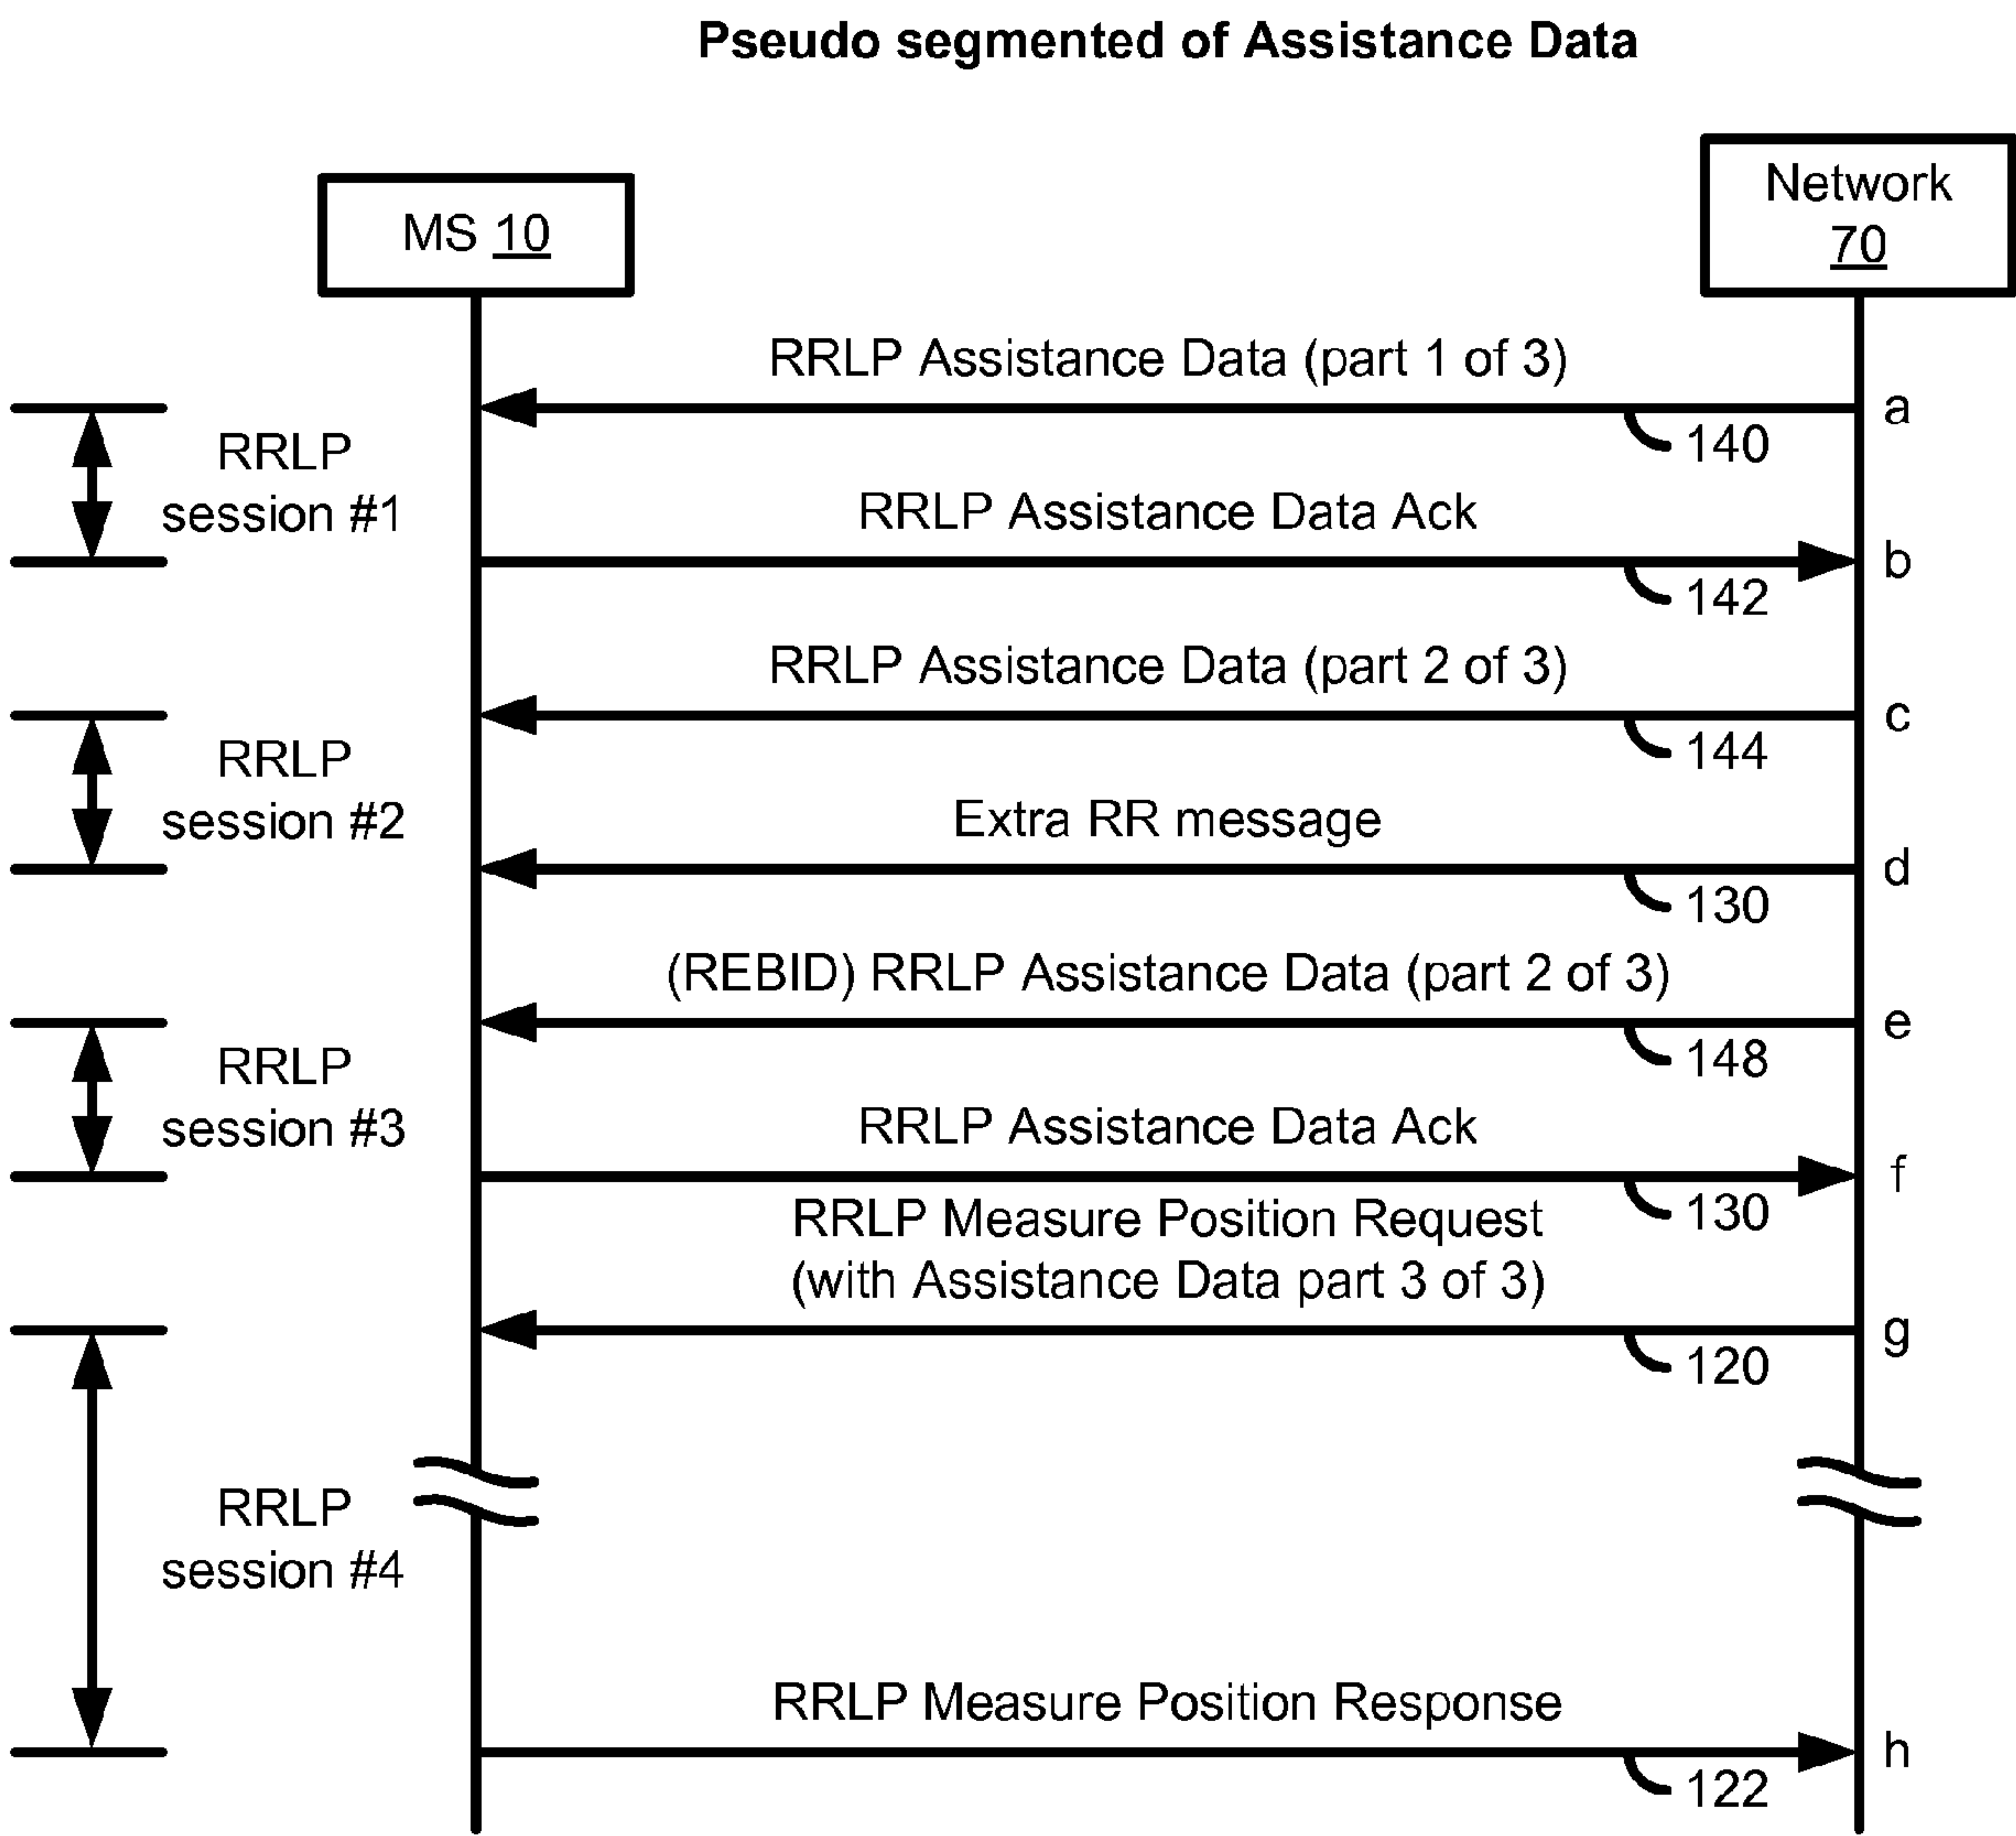 Pseudo segmented of Assistance Data
MS 10
Network
70
RRLP Assistance Data (part 1 of 3)
a
140
RRLP
session #1
RRLP Assistance Data Ack
b
142
RRLP Assistance Data (part 2 of 3)
c
144
RRLP
session #2
Extra RR message
d
130
(REBID) RRLP Assistance Data (part 2 of 3)
e
148
RRLP
session #3
RRLP Assistance Data Ack
f
130
RRLP Measure Position Request
(with Assistance Data part 3 of 3)
g
120
RRLP
session #4
RRLP Measure Position Response
h
122